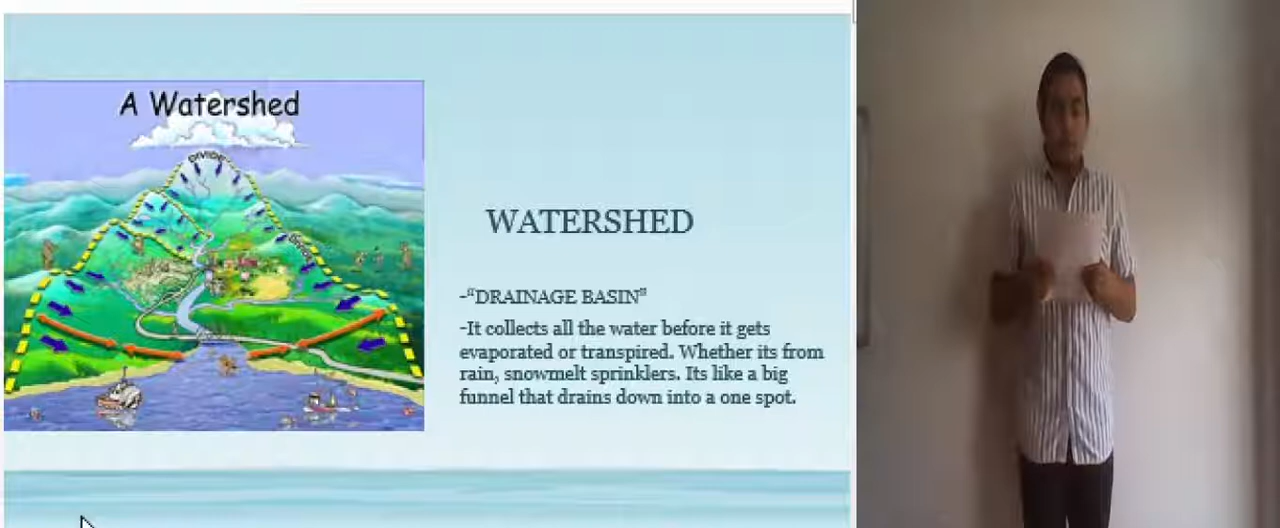 A Watershed
DIVIDE
WATERSHED
-“DRAINAGE BASIN”
-It collects all the water before it gets
evaporated or transpired. Whether its from
rain, snowmelt sprinklers. Its like a big
funnel that drains down into a one spot.